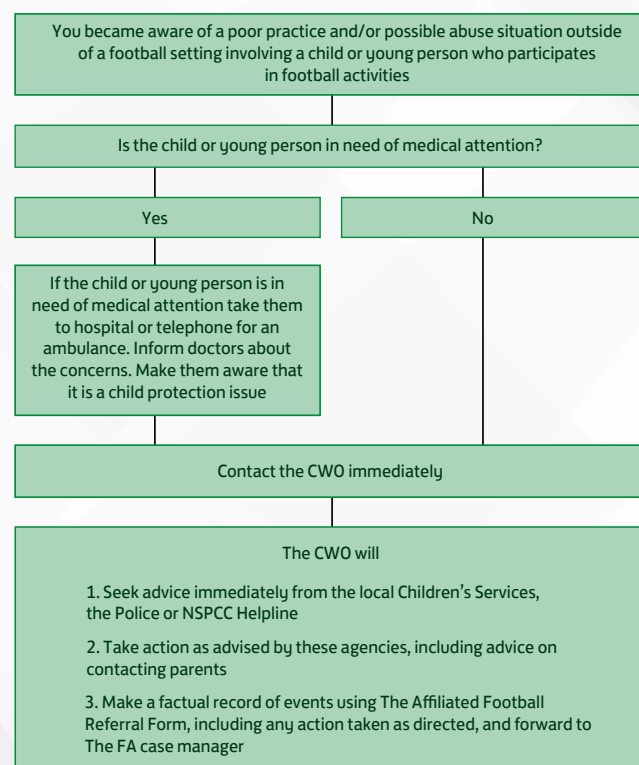 You became aware of a poor practice and/or possible abuse situation outside
of a football setting involving a child or young person who participates
in football activities
Is the child or young person in need of medical attention?
Yes
No
If the child or young person is in
need of medical attention take them
to hospital or telephone for an
ambulance. Inform doctors about
the concerns. Make them aware that
it is a child protection issue
Contact the CWO immediately
The CWO will
1. Seek advice immediately from the local Children’s Services,
the Police or NSPCC Helpline
2. Take action as advised by these agencies, including advice on
contacting parents
3. Make a factual record of events using The Affiliated Football
Referral Form, including any action taken as directed, and forward to
The FA case manager